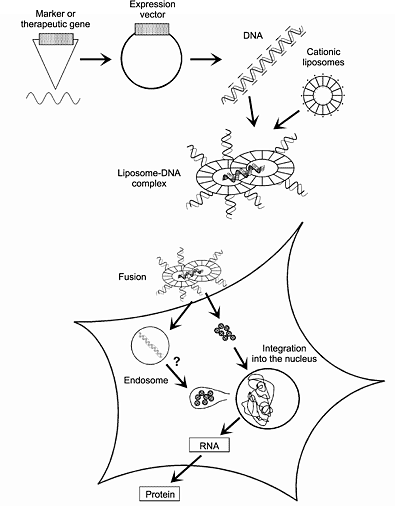 Marker or
therapeutic gene
Expression
vector
DNA
Cationic
liposomes
Liposome-DNA
complex
Fusion
?
Integration
into the nucleus
Endosome
RNA
Protein